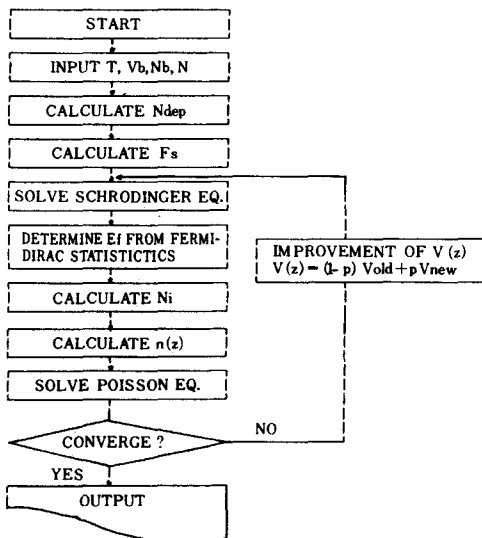 START
INPUT T, Vb, Nb, N
CALCULATE Ndep
CALCULATE Fs
SOLVE SCHRODINGER EQ.
DETERMINE Ef FROM FERMI-
DIRAC STATISTICTICS
CALCULATE Ni
CALCULATE n(z)
SOLVE POISSON EQ.
CONVERGE ?
NO
IMPROVEMENT OF V(z)
V(z) = (1-p) Vold+pVnew
YES
OUTPUT